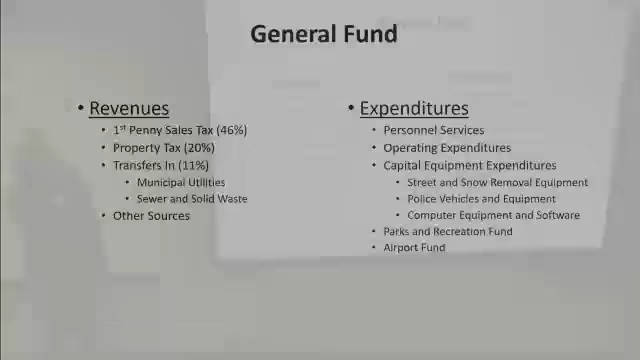 General Fund
• Revenues
• 1st Penny Sales Tax (46%)
• Property Tax (20%)
• Transfers In (11%)
• Municipal Utilities
• Sewer and Solid Waste
• Other Sources
• Expenditures
• Personnel Services
• Operating Expenditures
• Capital Equipment Expenditures
• Street and Snow Removal Equipment
• Police Vehicles and Equipment
• Computer Equipment and Software
• Parks and Recreation Fund
• Airport Fund